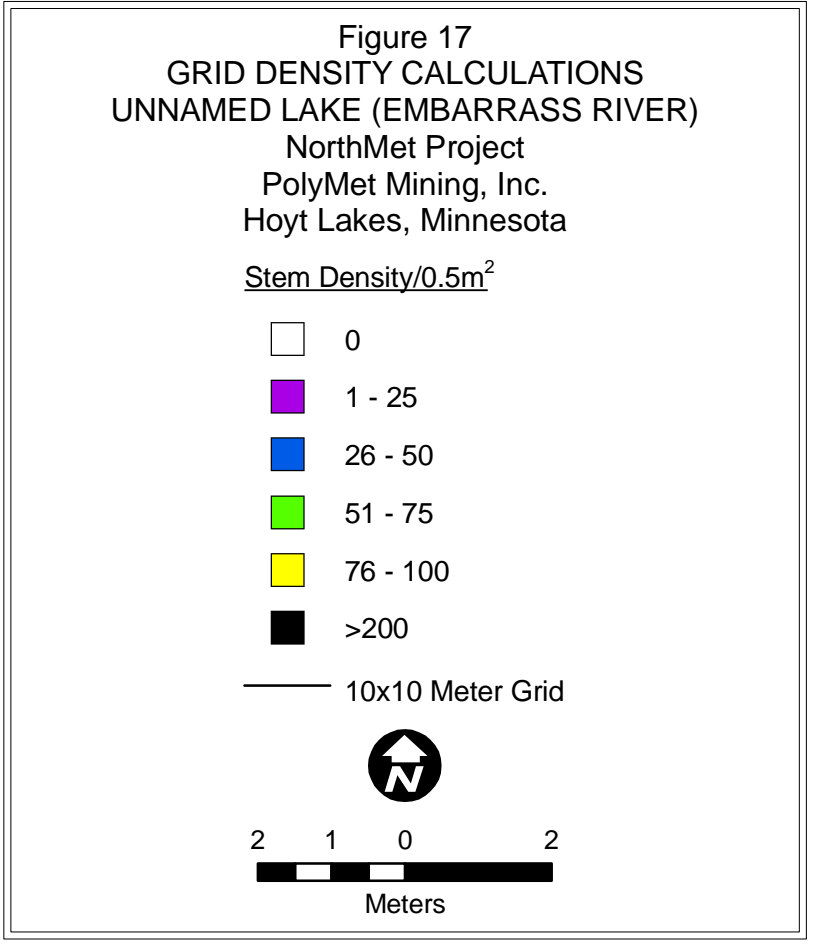 Figure 17
GRID DENSITY CALCULATIONS
UNNAMED LAKE (EMBARRASS RIVER)
NorthMet Project
PolyMet Mining, Inc.
Hoyt Lakes, Minnesota
Stem Density/0.5m²
0
1 - 25
26 - 50
51 - 75
76 - 100
>200
10x10 Meter Grid
N
2 1 0 2
Meters